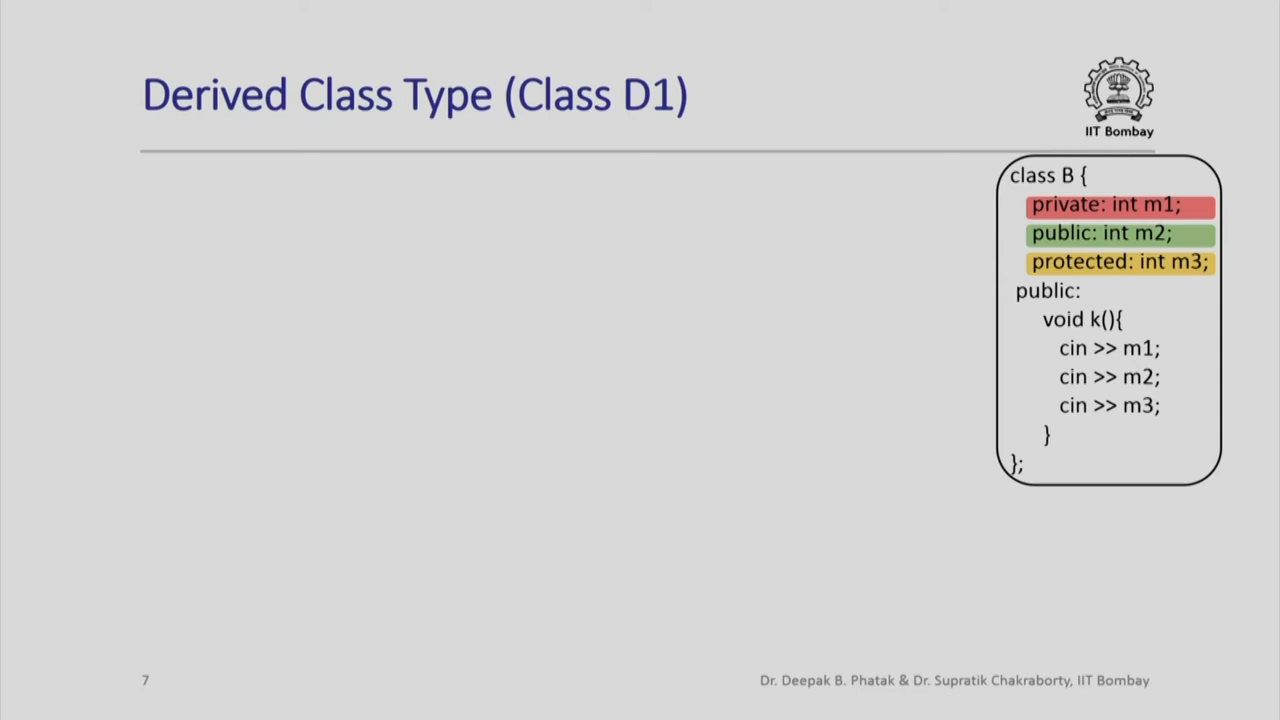 Derived Class Type (Class D1)
IIT Bombay
class B {
private: int m1;
public: int m2;
protected: int m3;
public:
void k(){
cin >> m1;
cin >> m2;
cin >> m3;
}
};
7
Dr. Deepak B. Phatak & Dr. Supratik Chakraborty, IIT Bombay